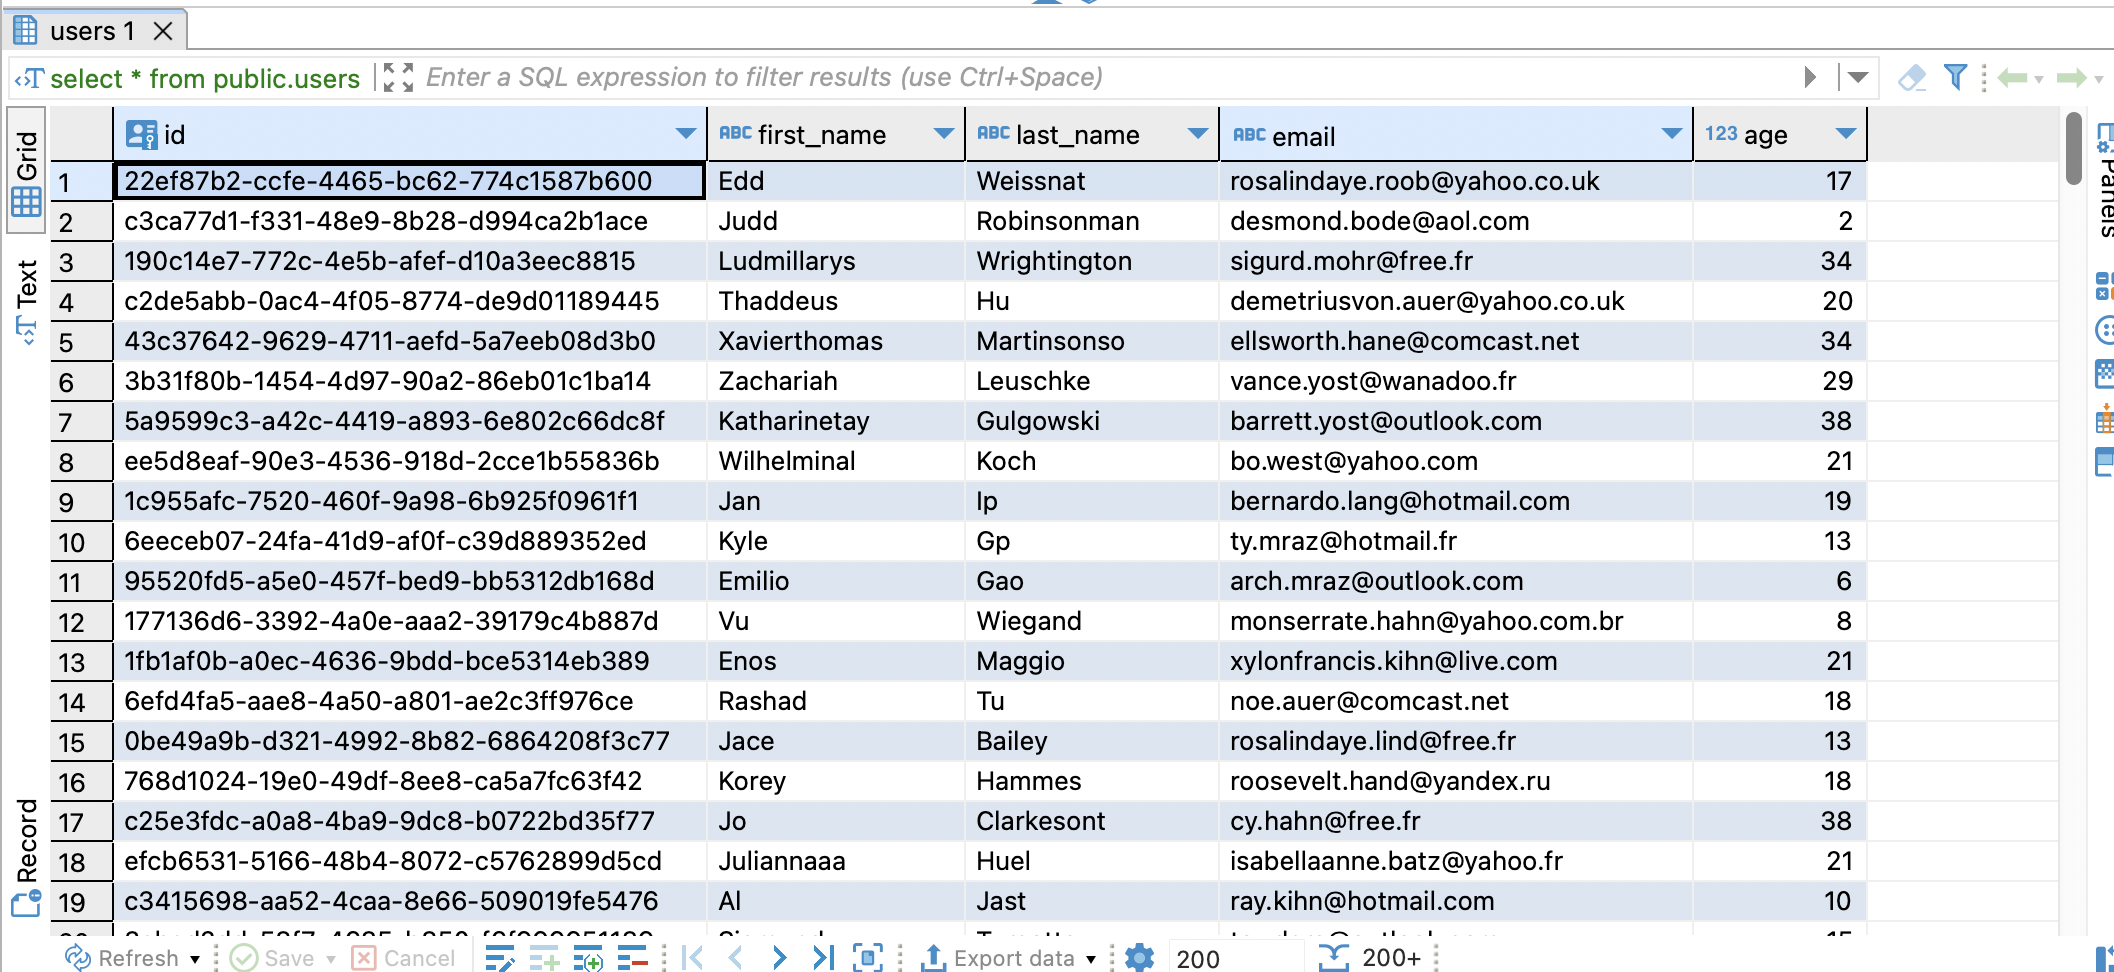 users 1
select * from public.users Enter a SQL expression to filter results (use Ctrl+Space)
Grid
Text
Record
Panels
id ABC first_name ABC last_name ABC email 123 age
1 22ef87b2-ccfe-4465-bc62-774c1587b600 Edd Weissnat rosalindaye.roob@yahoo.co.uk 17
2 c3ca77d1-f331-48e9-8b28-d994ca2b1ace Judd Robinsonman desmond.bode@aol.com 2
3 190c14e7-772c-4e5b-afef-d10a3eec8815 Ludmillarys Wrightington sigurd.mohr@free.fr 34
4 c2de5abb-0ac4-4f05-8774-de9d01189445 Thaddeus Hu demetriusvon.auer@yahoo.co.uk 20
5 43c37642-9629-4711-aefd-5a7eeb08d3b0 Xavierthomas Martinsonso ellsworth.hane@comcast.net 34
6 3b31f80b-1454-4d97-90a2-86eb01c1ba14 Zachariah Leuschke vance.yost@wanadoo.fr 29
7 5a9599c3-a42c-4419-a893-6e802c66dc8f Katharinetay Gulgowski barrett.yost@outlook.com 38
8 ee5d8eaf-90e3-4536-918d-2cce1b55836b Wilhelminal Koch bo.west@yahoo.com 21
9 1c955afc-7520-460f-9a98-6b925f0961f1 Jan Ip bernardo.lang@hotmail.com 19
10 6eeceb07-24fa-41d9-af0f-c39d889352ed Kyle Gp ty.mraz@hotmail.fr 13
11 95520fd5-a5e0-457f-bed9-bb5312db168d Emilio Gao arch.mraz@outlook.com 6
12 177136d6-3392-4a0e-aaa2-39179c4b887d Vu Wiegand monserrate.hahn@yahoo.com.br 8
13 1fb1af0b-a0ec-4636-9bdd-bce5314eb389 Enos Maggio xylonfrancis.kihn@live.com 21
14 6efd4fa5-aae8-4a50-a801-ae2c3ff976ce Rashad Tu noe.auer@comcast.net 18
15 0be49a9b-d321-4992-8b82-6864208f3c77 Jace Bailey rosalindaye.lind@free.fr 13
16 768d1024-19e0-49df-8ee8-ca5a7fc63f42 Korey Hammes roosevelt.hand@yandex.ru 18
17 c25e3fdc-a0a8-4ba9-9dc8-b0722bd35f77 Jo Clarkesont cy.hahn@free.fr 38
18 efcb6531-5166-48b4-8072-c5762899d5cd Juliannaaa Huel isabellaanne.batz@yahoo.fr 21
19 c3415698-aa52-4caa-8e66-509019fe5476 Al Jast ray.kihn@hotmail.com 10
Refresh Save Cancel Export data 200 200+